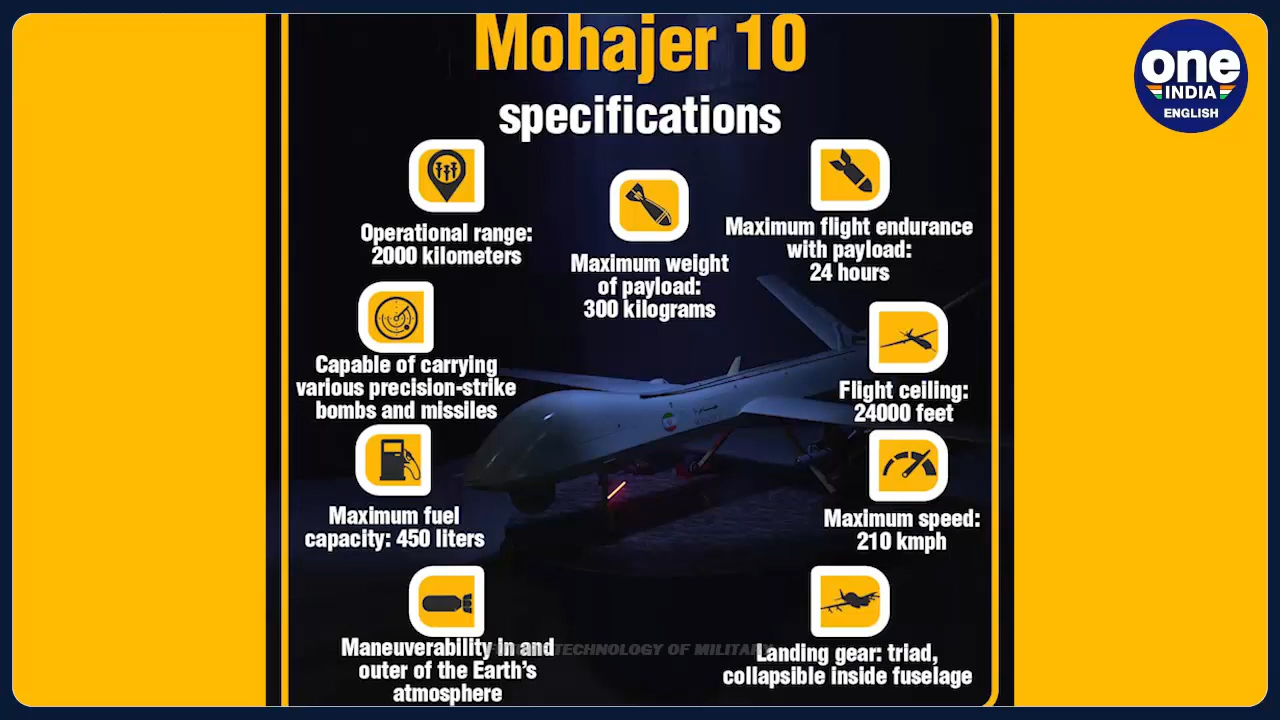 Mohajer 10
specifications
one
INDIA
ENGLISH
Operational range:
2000 kilometers
Maximum weight
of payload:
300 kilograms
Maximum flight endurance
with payload:
24 hours
Capable of carrying
various precision-strike
bombs and missiles
Flight ceiling:
24000 feet
Maximum fuel
capacity: 450 liters
Maximum speed:
210 kmph
Maneuverability in and
outer of the Earth's
atmosphere
TECHNOLOGY OF MILITARY
Landing gear: triad,
collapsible inside fuselage